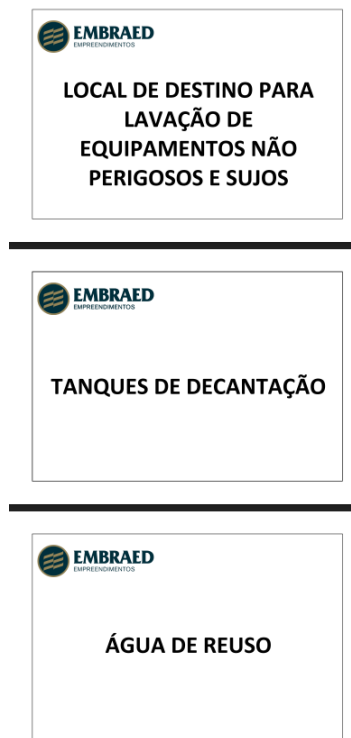 EMBRAED
EMPREENDIMENTOS
LOCAL DE DESTINO PARA
LAVAÇÃO DE
EQUIPAMENTOS NÃO
PERIGOSOS E SUJOS
EMBRAED
EMPREENDIMENTOS
TANQUES DE DECANTAÇÃO
EMBRAED
EMPREENDIMENTOS
ÁGUA DE REUSO